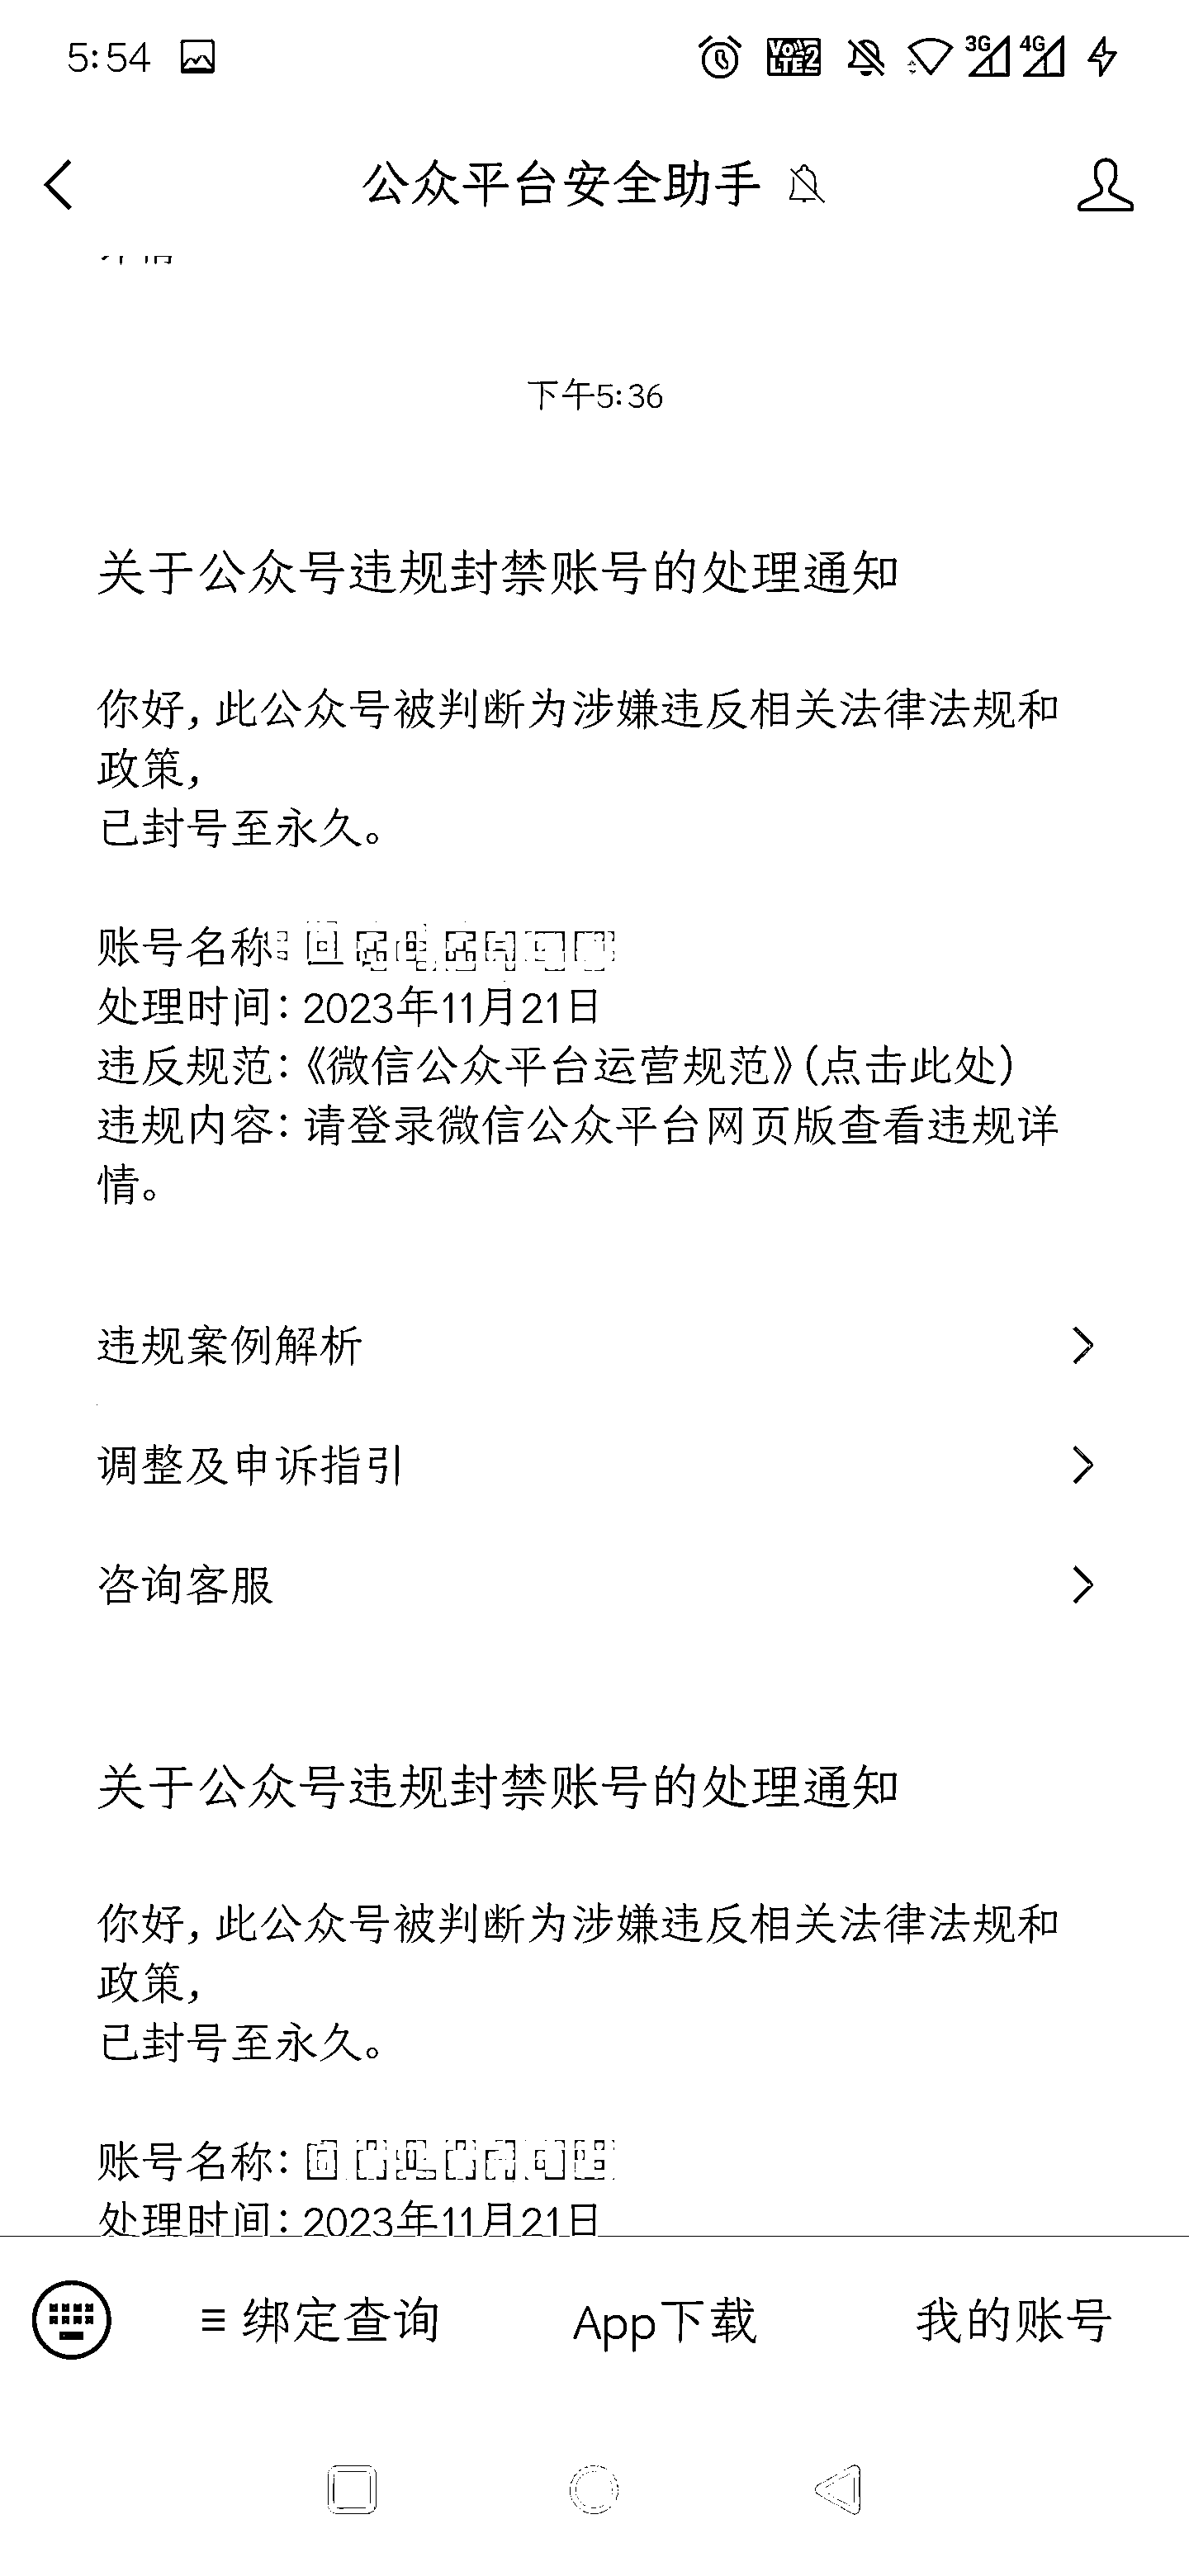 5:54
VoLTE2 3G 4G
公众平台安全助手
下午5:36
关于公众号违规封禁账号的处理通知
你好，此公众号被判断为涉嫌违反相关法律法规和
政策，
已封号至永久。
账号名称:
处理时间：2023年11月21日
违反规范：《微信公众平台运营规范》（点击此处）
违规内容：请登录微信公众平台网页版查看违规详
情。
违规案例解析
调整及申诉指引
咨询客服
关于公众号违规封禁账号的处理通知
你好，此公众号被判断为涉嫌违反相关法律法规和
政策，
已封号至永久。
账号名称：
处理时间：2023年11月21日
绑定查询 App下载 我的账号